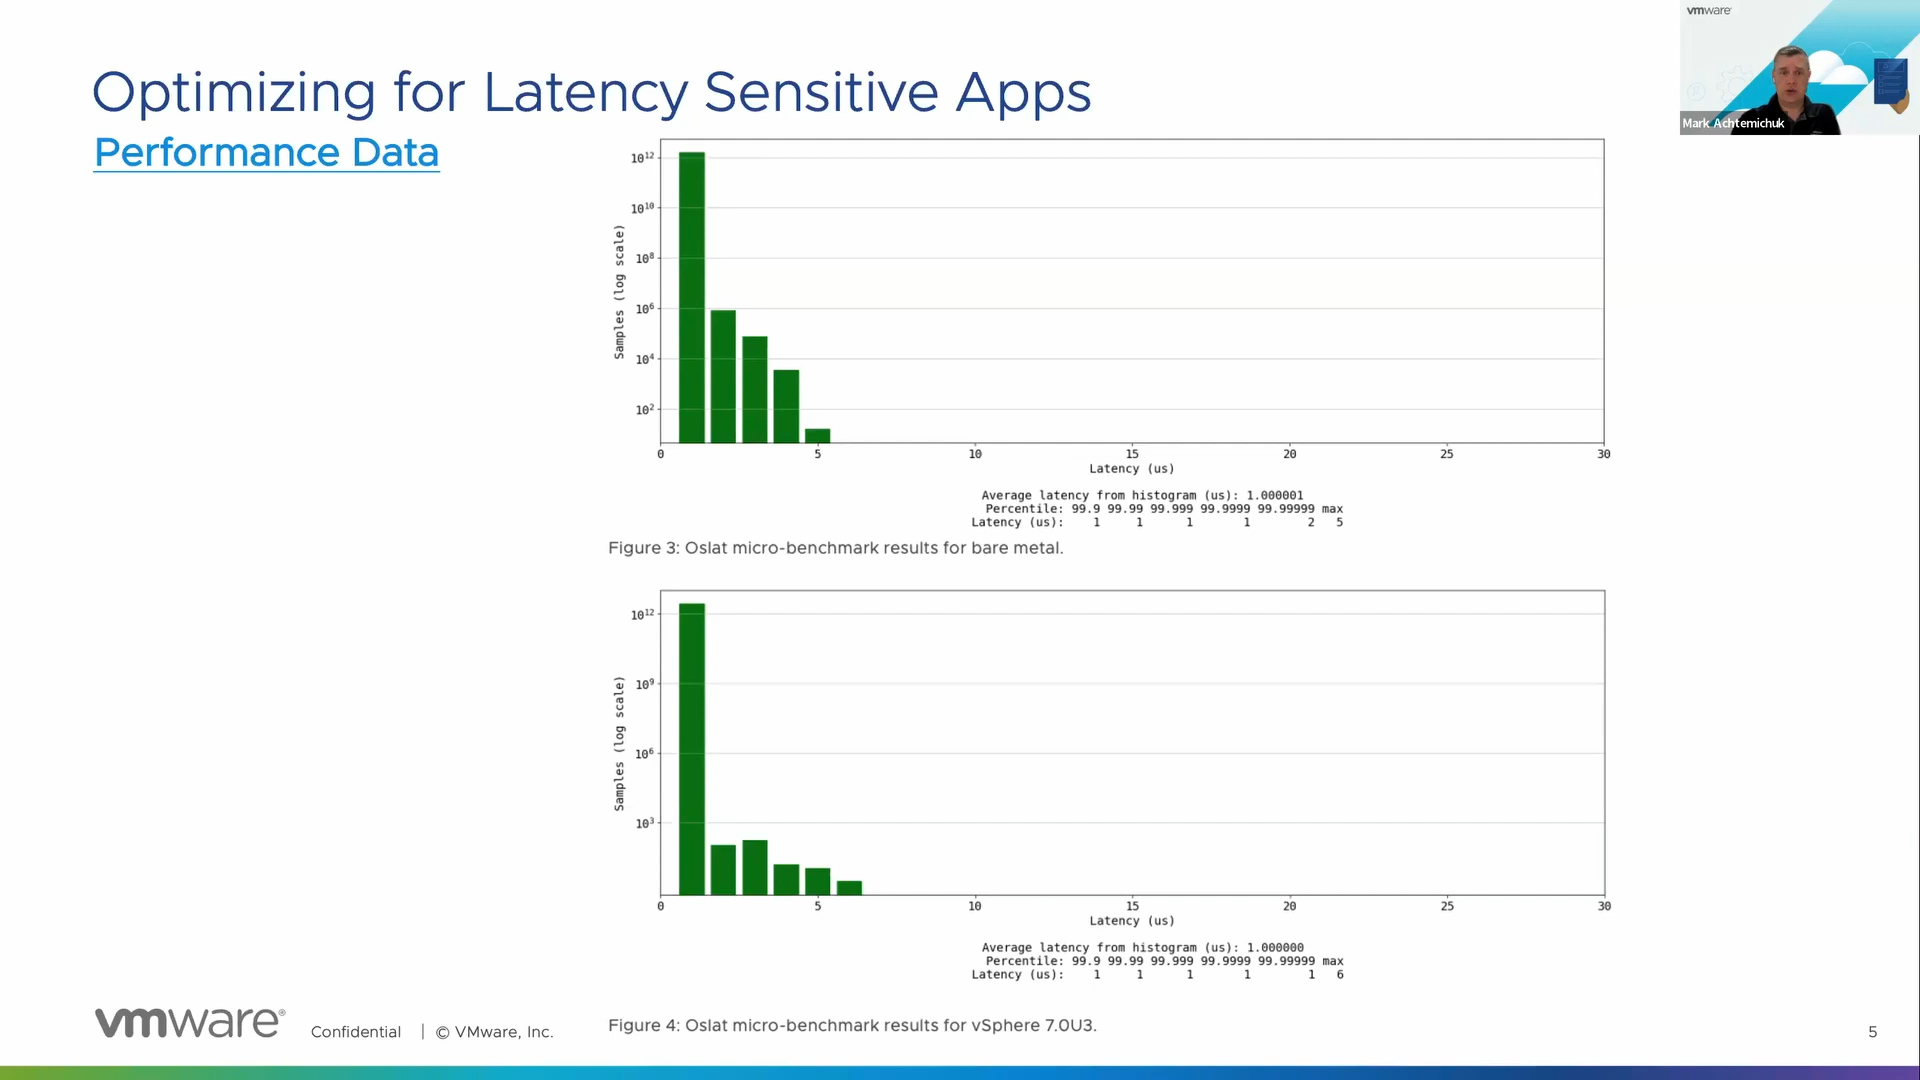 Optimizing for Latency Sensitive Apps
Performance Data
vmware
Mark Achtemichuk
10¹²
10¹⁰
10⁸
10⁶
10⁴
10²
Samples (log scale)
0 5 10 15 20 25 30
Latency (us)
Average latency from histogram (us): 1.000001
Percentile: 99.9 99.99 99.999 99.9999 99.99999 max
Latency (us): 1 1 1 1 2 5
Figure 3: Oslat micro-benchmark results for bare metal.
10¹²
10⁹
10⁶
10³
Samples (log scale)
0 5 10 15 20 25 30
Latency (us)
Average latency from histogram (us): 1.000000
Percentile: 99.9 99.99 99.999 99.9999 99.99999 max
Latency (us): 1 1 1 1 1 6
Figure 4: Oslat micro-benchmark results for vSphere 7.0U3.
vmware® Confidential | © VMware, Inc.
5